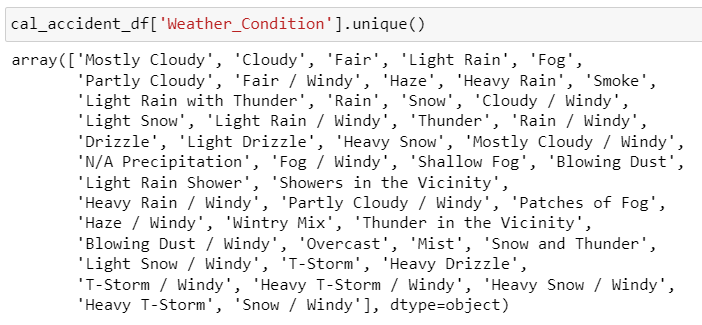 cal_accident_df['Weather_Condition'].unique()
array(['Mostly Cloudy', 'Cloudy', 'Fair', 'Light Rain', 'Fog',
'Partly Cloudy', 'Fair / Windy', 'Haze', 'Heavy Rain', 'Smoke',
'Light Rain with Thunder', 'Rain', 'Snow', 'Cloudy / Windy',
'Light Snow', 'Light Rain / Windy', 'Thunder', 'Rain / Windy',
'Drizzle', 'Light Drizzle', 'Heavy Snow', 'Mostly Cloudy / Windy',
'N/A Precipitation', 'Fog / Windy', 'Shallow Fog', 'Blowing Dust',
'Light Rain Shower', 'Showers in the Vicinity',
'Heavy Rain / Windy', 'Partly Cloudy / Windy', 'Patches of Fog',
'Haze / Windy', 'Wintry Mix', 'Thunder in the Vicinity',
'Blowing Dust / Windy', 'Overcast', 'Mist', 'Snow and Thunder',
'Light Snow / Windy', 'T-Storm', 'Heavy Drizzle',
'T-Storm / Windy', 'Heavy T-Storm / Windy', 'Heavy Snow / Windy',
'Heavy T-Storm', 'Snow / Windy'], dtype=object)